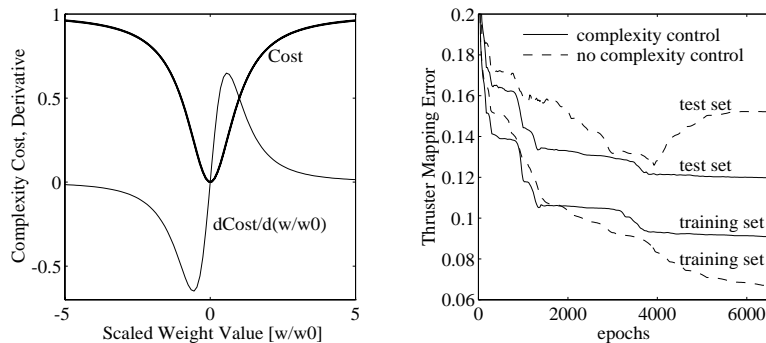 Complexity Cost, Derivative
1
0.5
0
-0.5
-5
0
5
Scaled Weight Value [w/w0]
Cost
dCost/d(w/w0)
Thruster Mapping Error
0.2
0.18
0.16
0.14
0.12
0.1
0.08
0.06
0
2000
4000
6000
epochs
complexity control
no complexity control
test set
test set
training set
training set